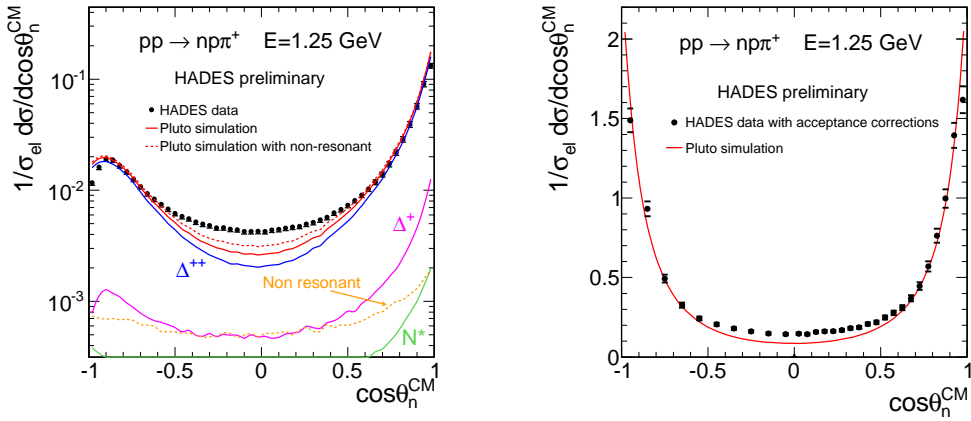 pp → npπ⁺ E=1.25 GeV
HADES preliminary
HADES data
Pluto simulation
Pluto simulation with non-resonant
Δ⁺⁺
Δ⁺
Non resonant
N*
1/σ_el dσ/dcosθ_n^CM
10⁻¹
10⁻²
10⁻³
-1 -0.5 0 0.5 1
cosθ_n^CM
pp → npπ⁺ E=1.25 GeV
HADES preliminary
HADES data with acceptance corrections
Pluto simulation
1/σ_el dσ/dcosθ_n^CM
2
1.5
1
0.5
0
-1 -0.5 0 0.5 1
cosθ_n^CM